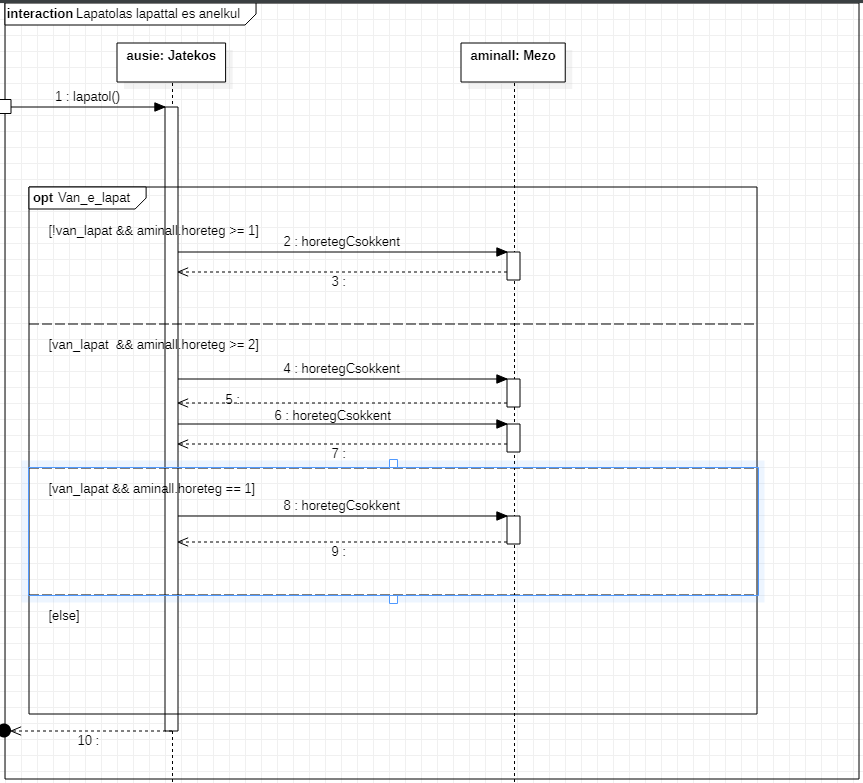 interaction Lapatolas lapattal es anelkul
ausie: Jatekos
aminall: Mezo
1 : lapatol()
opt Van_e_lapat
[!van_lapat && aminall.horeteg >= 1]
2 : horetegCsokkent
3 :
[van_lapat && aminall.horeteg >= 2]
4 : horetegCsokkent
5 :
6 : horetegCsokkent
7 :
[van_lapat && aminall.horeteg == 1]
8 : horetegCsokkent
9 :
[else]
10 :